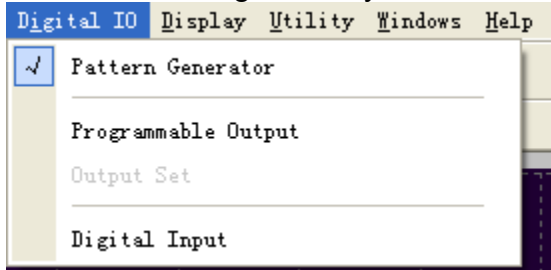 Digital IO Display Utility Windows Help
Pattern Generator
Programmable Output
Output Set
Digital Input